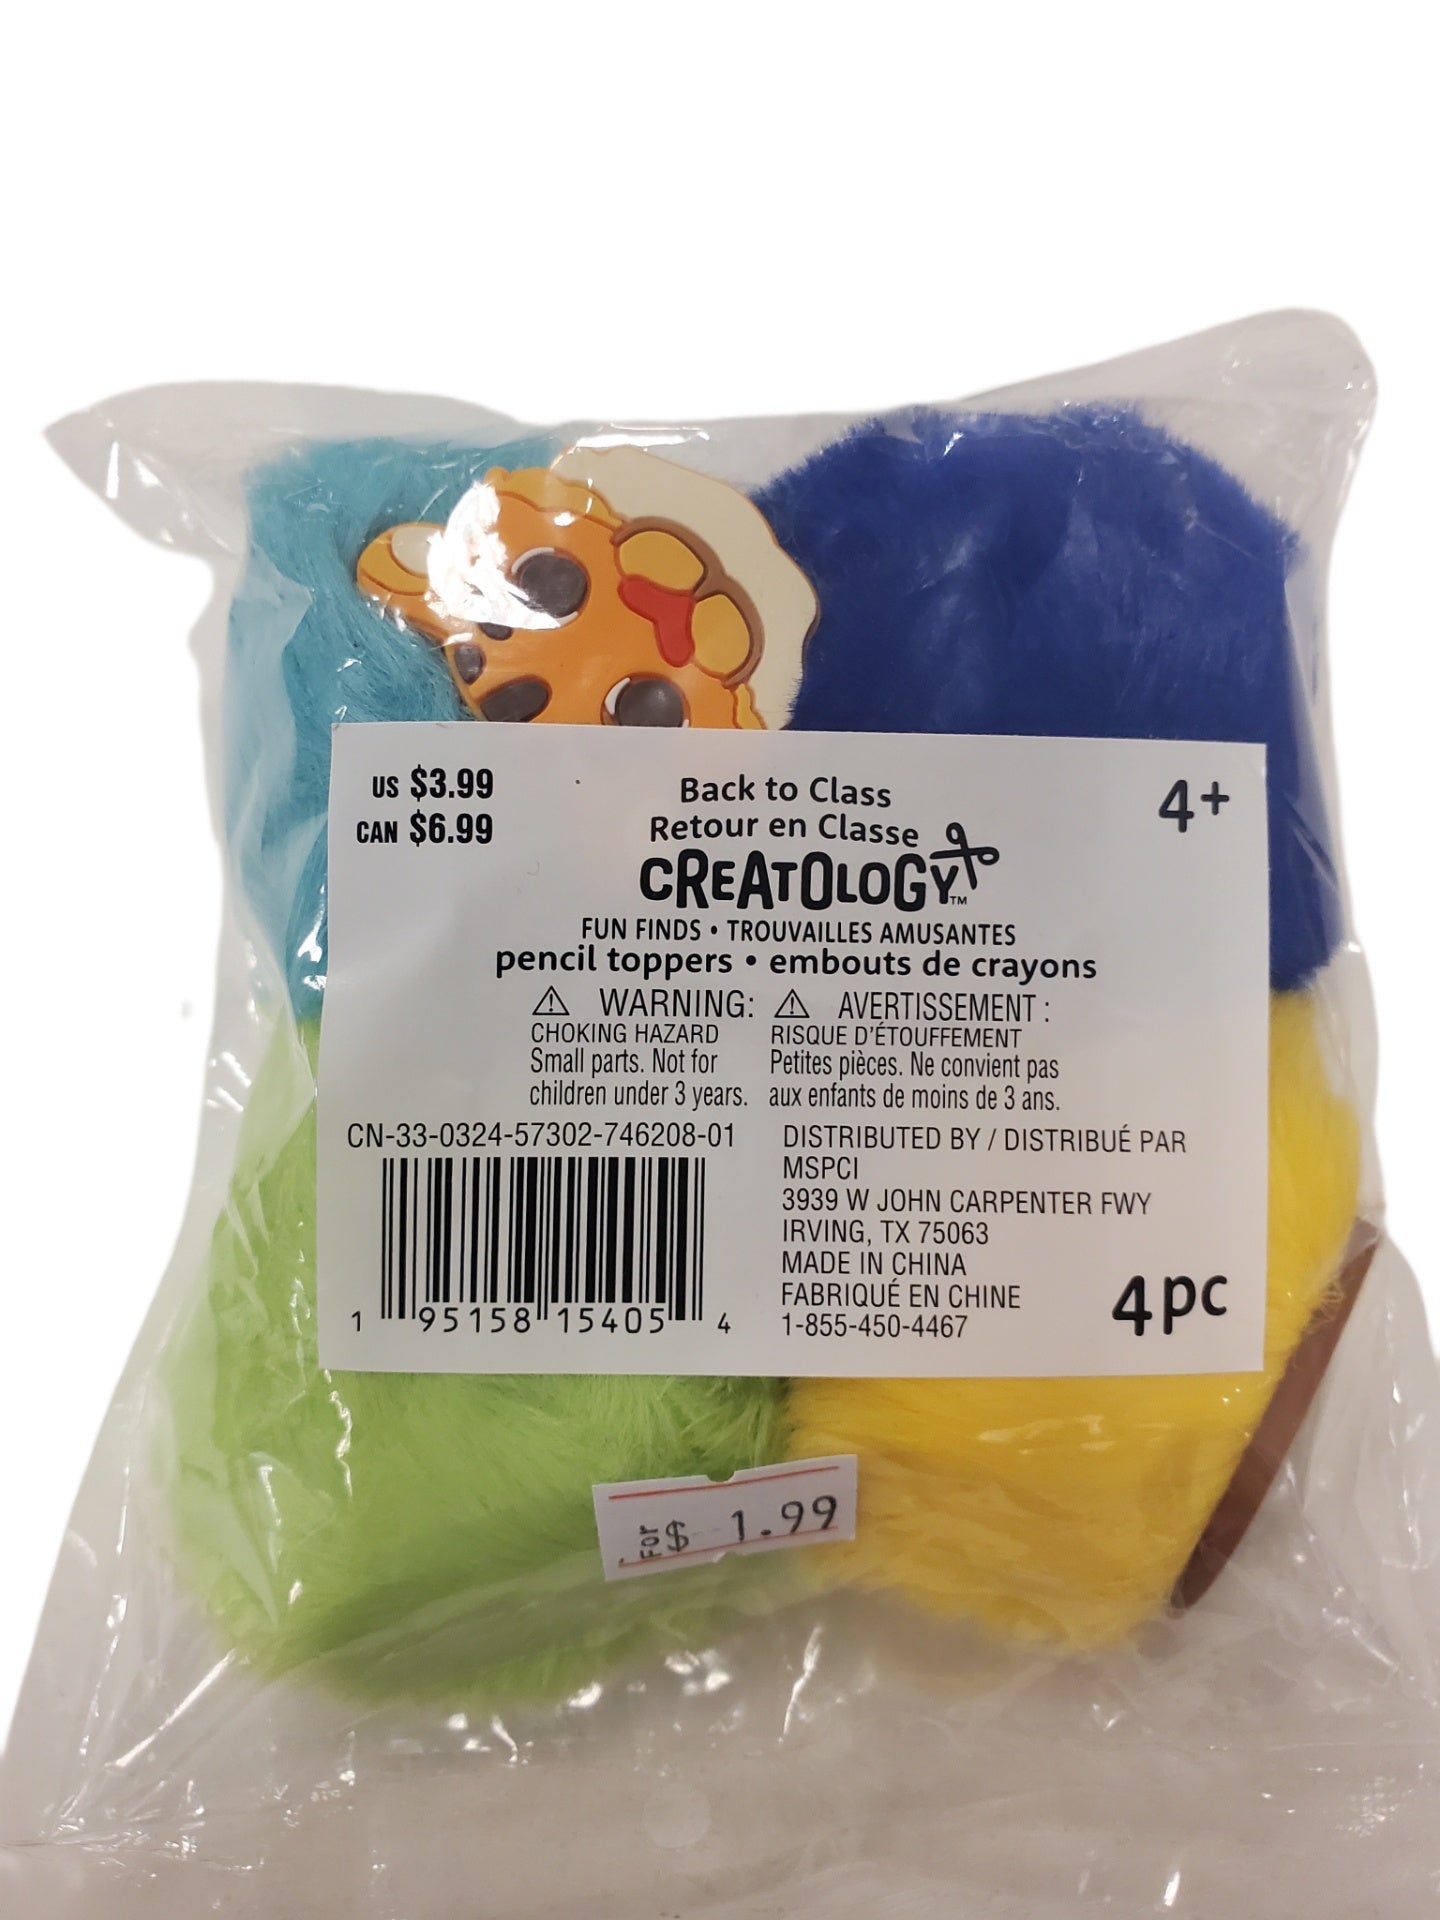 US $3.99
CAN $6.99
Back to Class
Retour en Classe
CREATOLOGY™
4+
FUN FINDS • TROUVAILLES AMUSANTES
pencil toppers • embouts de crayons
⚠ WARNING:
CHOKING HAZARD
Small parts. Not for
children under 3 years.
⚠ AVERTISSEMENT :
RISQUE D'ÉTOUFFEMENT
Petites pièces. Ne convient pas
aux enfants de moins de 3 ans.
CN-33-0324-57302-746208-01
1 95158 15405 4
DISTRIBUTED BY / DISTRIBUÉ PAR
MSPCI
3939 W JOHN CARPENTER FWY
IRVING, TX 75063
MADE IN CHINA
FABRIQUÉ EN CHINE
1-855-450-4467
4pc
FOR $ 1.99